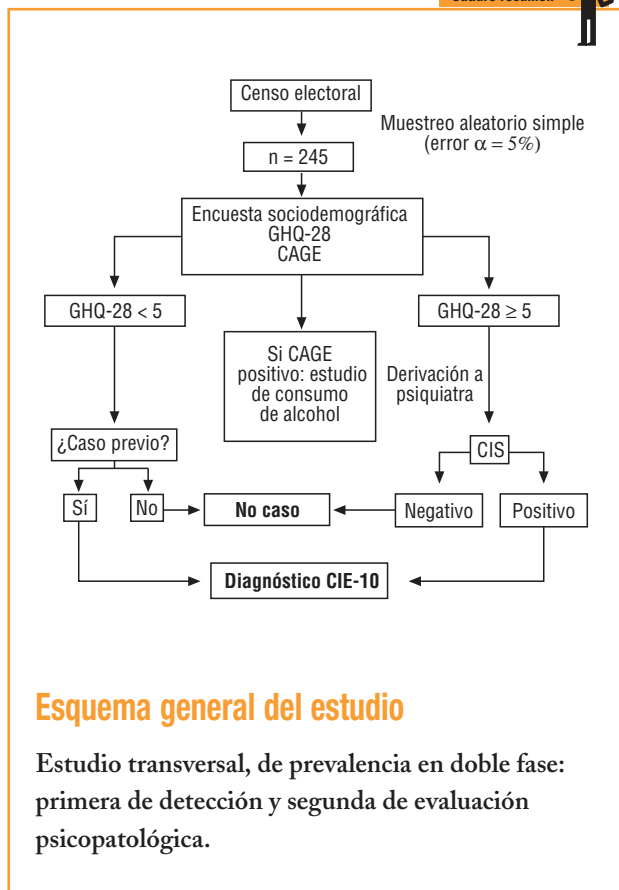 Censo electoral
Muestreo aleatorio simple
(error α = 5%)
n = 245
Encuesta sociodemográfica
GHQ-28
CAGE
GHQ-28 < 5
GHQ-28 ≥ 5
Si CAGE
positivo: estudio
de consumo
de alcohol
Derivación a
psiquiatra
¿Caso previo?
CIS
Sí
No
No caso
Negativo
Positivo
Diagnóstico CIE-10
Esquema general del estudio
Estudio transversal, de prevalencia en doble fase:
primera de detección y segunda de evaluación
psicopatológica.